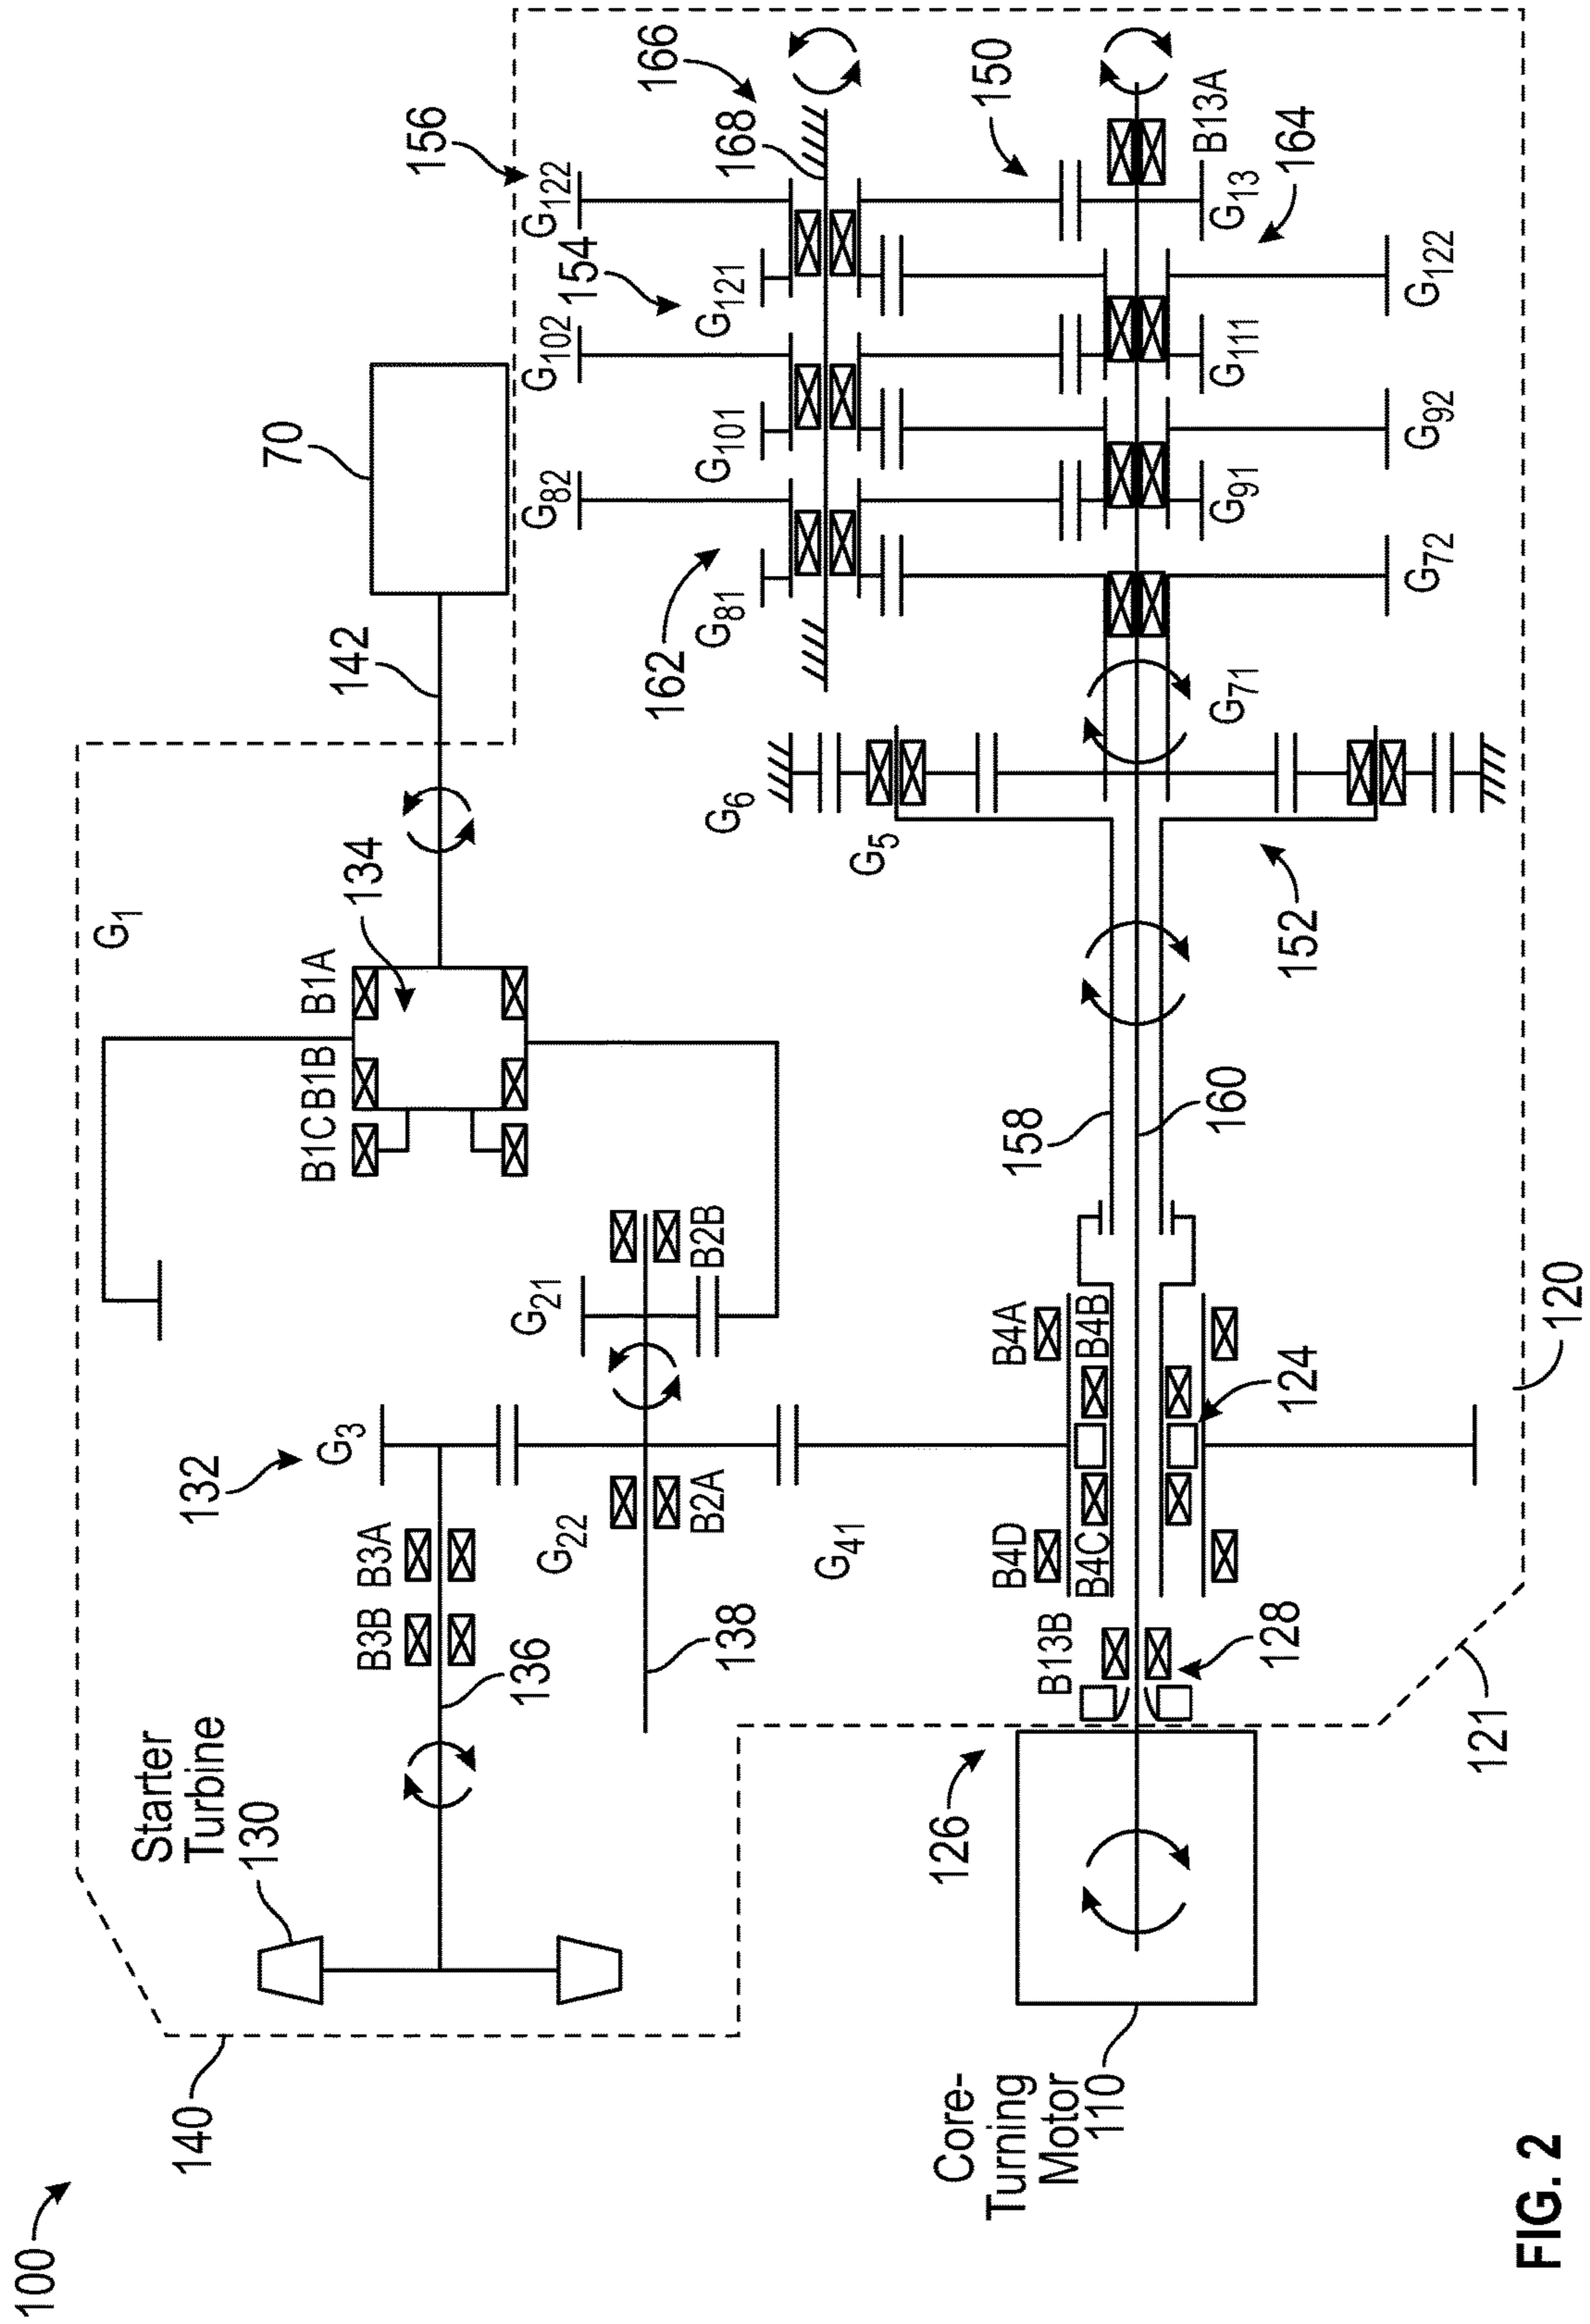 100
140
Starter
Turbine
130
136
B3B
B3A
132
G3
G22
B2A
138
G21
B2B
B1C
B1B
B1A
G1
134
142
70
G41
B4D
B4C
B4A
B4B
124
B13B
128
126
Core-
Turning
Motor
110
121
120
158
160
152
G5
G6
G71
162
G81
G82
G101
G102
154
G121
G122
156
166
168
150
B13A
164
G13
G122
G111
G92
G91
G72
FIG. 2